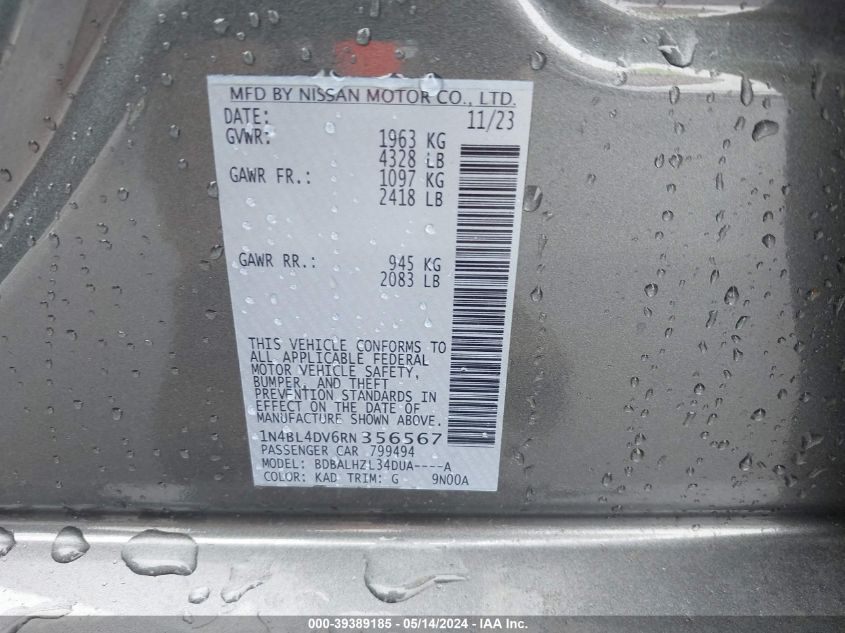 MFD BY NISSAN MOTOR CO., LTD.
DATE: 11/23
GVWR: 1963 KG
4328 LB
GAWR FR.: 1097 KG
2418 LB
GAWR RR.: 945 KG
2083 LB
THIS VEHICLE CONFORMS TO
ALL APPLICABLE FEDERAL
MOTOR VEHICLE SAFETY,
BUMPER, AND THEFT
PREVENTION STANDARDS IN
EFFECT ON THE DATE OF
MANUFACTURE SHOWN ABOVE.
1N4BL4DV6RN356567
PASSENGER CAR 799494
MODEL: BDBALHZL34DUA----A
COLOR: KAD TRIM: G 9N00A
000-39389185 - 05/14/2024 - IAA Inc.